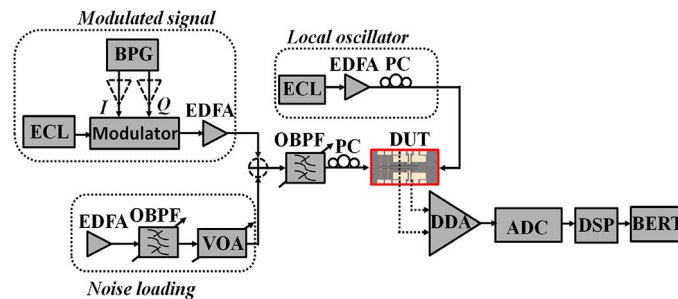 Modulated signal
BPG
I
Q
EDFA
ECL
Modulator
Local oscillator
EDFA
PC
ECL
OBPF
PC
DUT
EDFA
OBPF
VOA
Noise loading
DDA
ADC
DSP
BERT